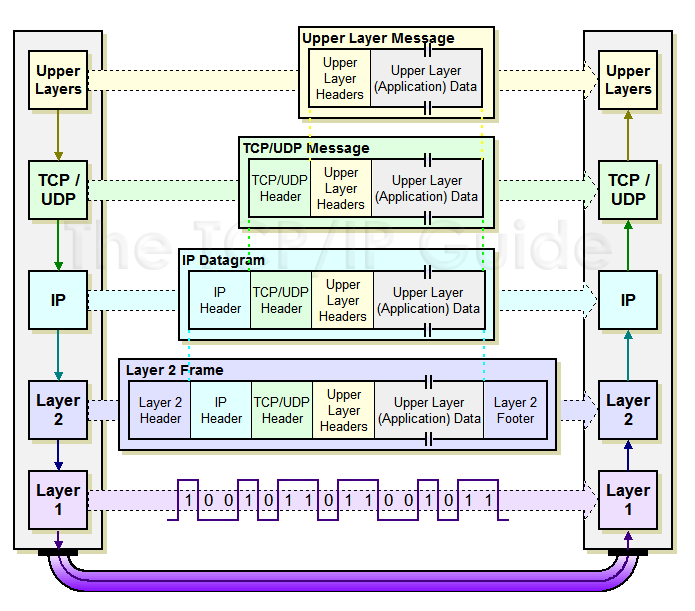 Upper Layer Message
Upper
Layers
Upper
Layer
Headers
Upper Layer
(Application) Data
Upper
Layers
TCP/UDP Message
TCP /
UDP
TCP/UDP
Header
Upper
Layer
Headers
Upper Layer
(Application) Data
TCP /
UDP
The TCP/IP Guide
IP Datagram
IP
IP
Header
TCP/UDP
Header
Upper
Layer
Headers
Upper Layer
(Application) Data
IP
Layer 2 Frame
Layer
2
Layer 2
Header
IP
Header
TCP/UDP
Header
Upper
Layer
Headers
Upper Layer
(Application) Data
Layer 2
Footer
Layer
2
Layer
1
1 0 0 1 0 1 1 0 1 1 0 0 1 0 1 1
Layer
1